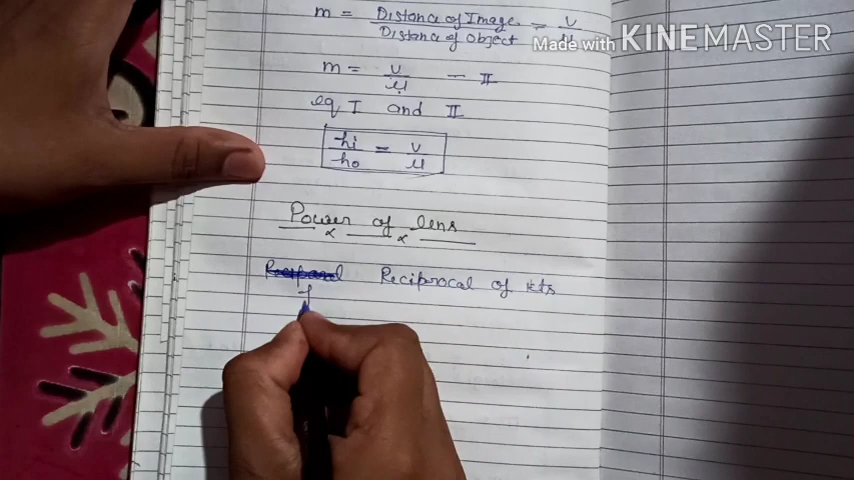 m = Distance of Image / Distance of Object = v / u
Made with KINEMASTER
m = v / u — II
eq I and II
hi / ho = v / u
Power of lens
Reciprocal of its
f